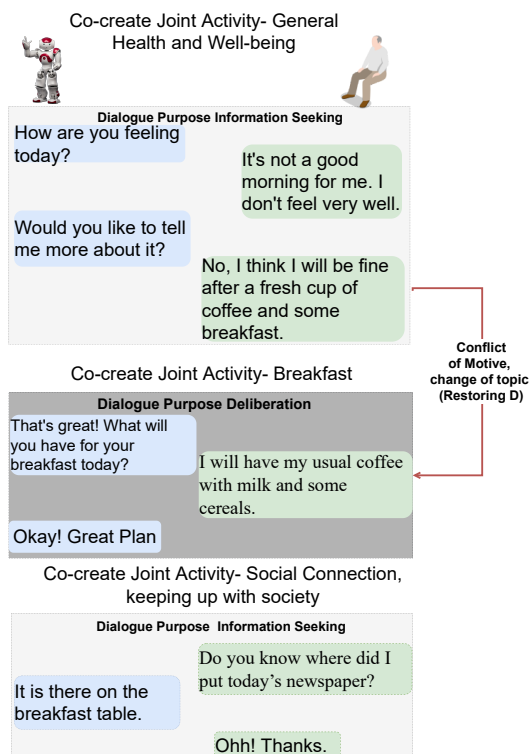 Co-create Joint Activity- General
Health and Well-being
Dialogue Purpose Information Seeking
How are you feeling
today?
It's not a good
morning for me. I
don't feel very well.
Would you like to tell
me more about it?
No, I think I will be fine
after a fresh cup of
coffee and some
breakfast.
Conflict
of Motive,
change of topic
(Restoring D)
Co-create Joint Activity- Breakfast
Dialogue Purpose Deliberation
That's great! What will
you have for your
breakfast today?
I will have my usual coffee
with milk and some
cereals.
Okay! Great Plan
Co-create Joint Activity- Social Connection,
keeping up with society
Dialogue Purpose Information Seeking
Do you know where did I
put today's newspaper?
It is there on the
breakfast table.
Ohh! Thanks.